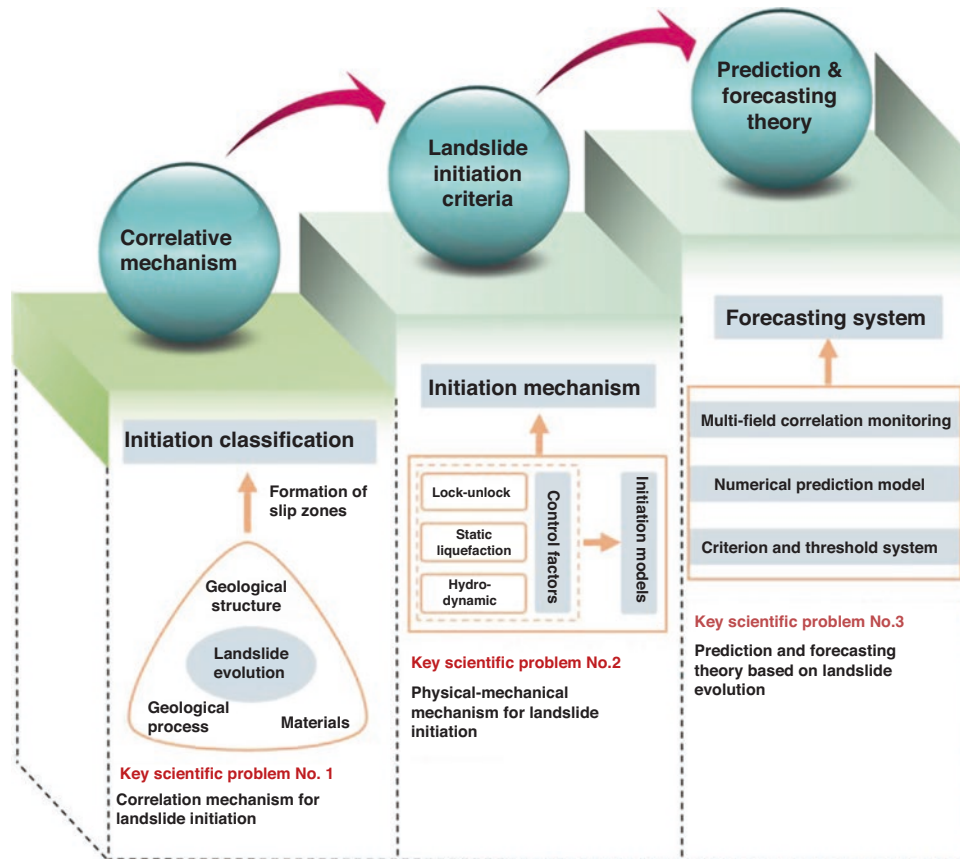 Correlative
mechanism
Landslide
initiation
criteria
Prediction &
forecasting
theory
Initiation classification
Formation of
slip zones
Geological
structure
Landslide
evolution
Geological
process
Materials
Key scientific problem No. 1
Correlation mechanism for
landslide initiation
Initiation mechanism
Lock-unlock
Static
liquefaction
Hydro-
dynamic
Control factors
Initiation models
Key scientific problem No.2
Physical-mechanical
mechanism for landslide
initiation
Forecasting system
Multi-field correlation monitoring
Numerical prediction model
Criterion and threshold system
Key scientific problem No.3
Prediction and forecasting
theory based on landslide
evolution